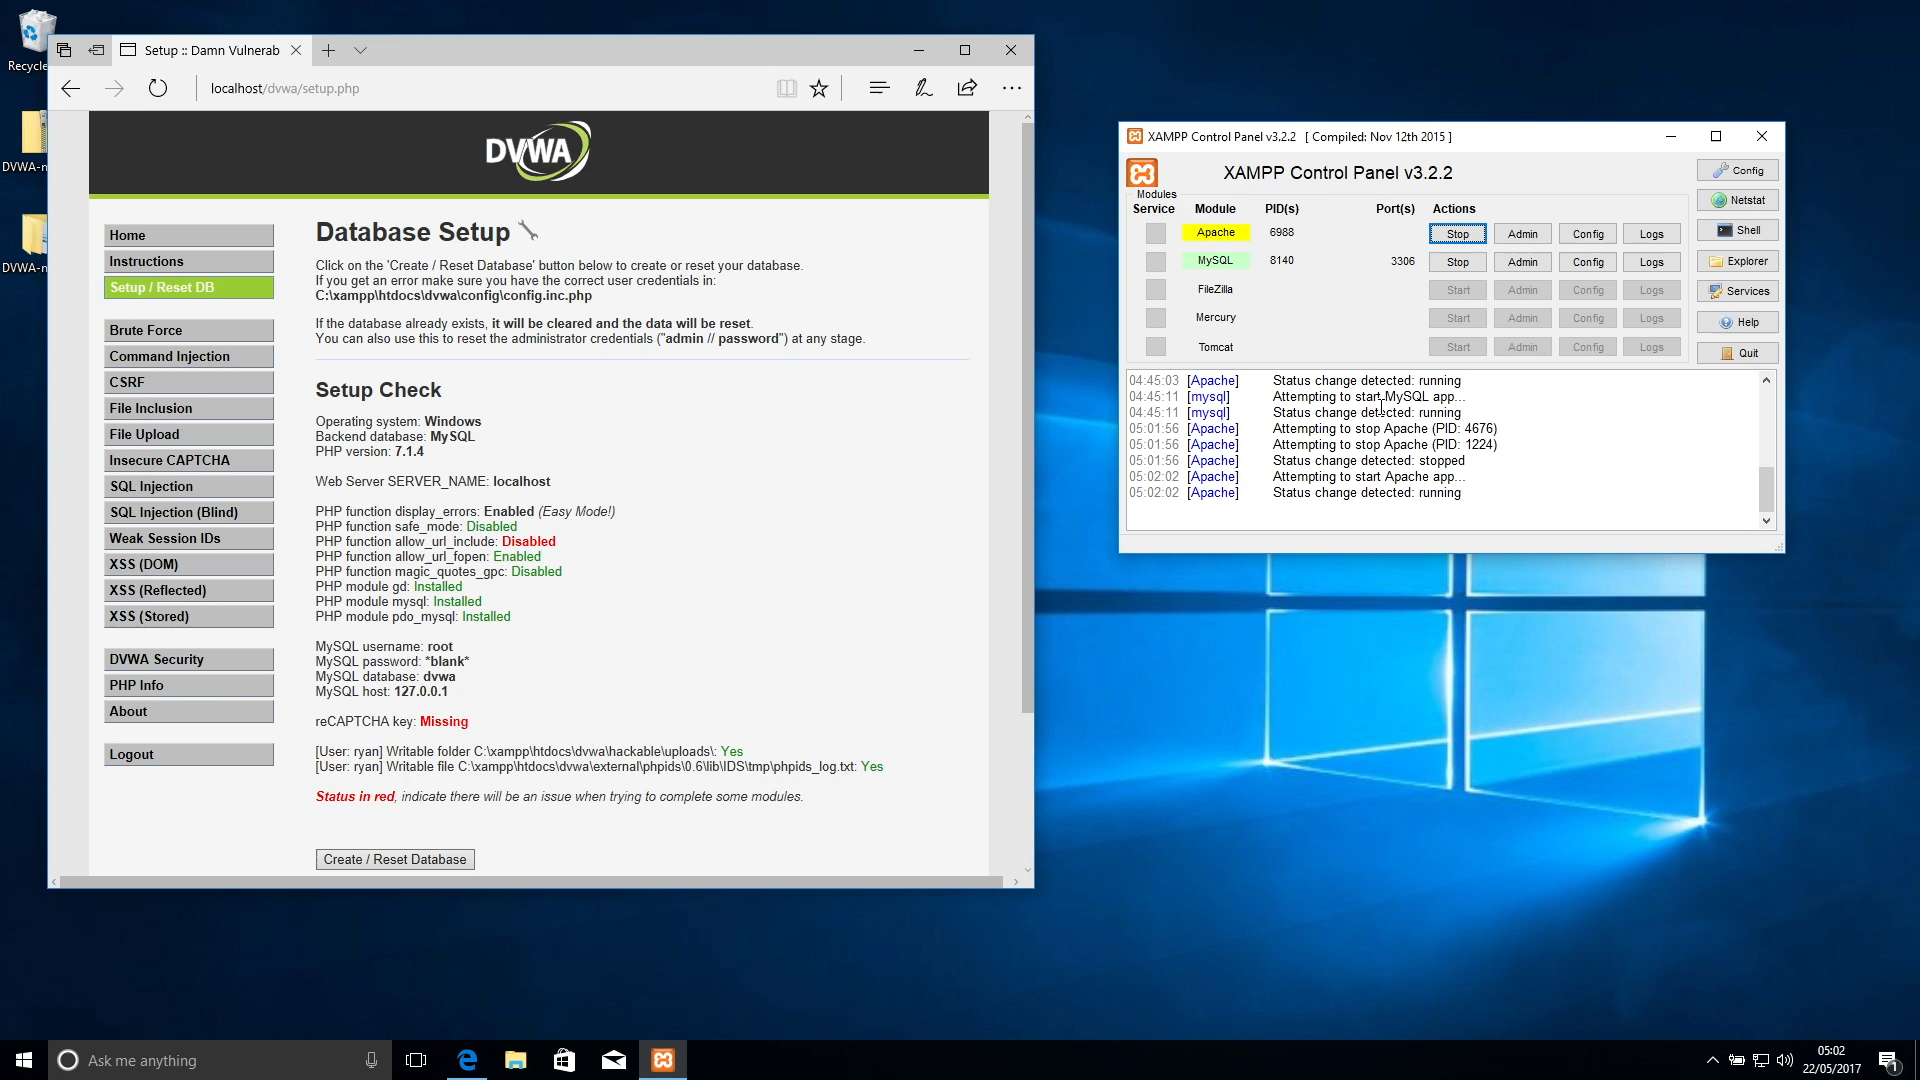 Recycle
DVWA-n
DVWA-n
Setup :: Damn Vulnerab
localhost/dvwa/setup.php
DVWA
Home
Instructions
Setup / Reset DB
Brute Force
Command Injection
CSRF
File Inclusion
File Upload
Insecure CAPTCHA
SQL Injection
SQL Injection (Blind)
Weak Session IDs
XSS (DOM)
XSS (Reflected)
XSS (Stored)
DVWA Security
PHP Info
About
Logout
Database Setup
Click on the 'Create / Reset Database' button below to create or reset your database.
If you get an error make sure you have the correct user credentials in:
C:\xampp\htdocs\dvwa\config\config.inc.php
If the database already exists, it will be cleared and the data will be reset.
You can also use this to reset the administrator credentials ("admin // password") at any stage.
Setup Check
Operating system: Windows
Backend database: MySQL
PHP version: 7.1.4
Web Server SERVER_NAME: localhost
PHP function display_errors: Enabled (Easy Mode!)
PHP function safe_mode: Disabled
PHP function allow_url_include: Disabled
PHP function allow_url_fopen: Enabled
PHP function magic_quotes_gpc: Disabled
PHP module gd: Installed
PHP module mysql: Installed
PHP module pdo_mysql: Installed
MySQL username: root
MySQL password: *blank*
MySQL database: dvwa
MySQL host: 127.0.0.1
reCAPTCHA key: Missing
[User: ryan] Writable folder C:\xampp\htdocs\dvwa\hackable\uploads\: Yes
[User: ryan] Writable file C:\xampp\htdocs\dvwa\external\phpids\0.6\lib\IDS\tmp\phpids_log.txt: Yes
Status in red, indicate there will be an issue when trying to complete some modules.
Create / Reset Database
XAMPP Control Panel v3.2.2 [ Compiled: Nov 12th 2015 ]
XAMPP Control Panel v3.2.2
Modules
Service Module PID(s) Port(s) Actions
Apache 6988 Stop Admin Config Logs
MySQL 8140 3306 Stop Admin Config Logs
FileZilla Start Admin Config Logs
Mercury Start Admin Config Logs
Tomcat Start Admin Config Logs
Config
Netstat
Shell
Explorer
Services
Help
Quit
04:45:03 [Apache] Status change detected: running
04:45:11 [mysql] Attempting to start MySQL app...
04:45:11 [mysql] Status change detected: running
05:01:56 [Apache] Attempting to stop Apache (PID: 4676)
05:01:56 [Apache] Attempting to stop Apache (PID: 1224)
05:01:56 [Apache] Status change detected: stopped
05:02:02 [Apache] Attempting to start Apache app...
05:02:02 [Apache] Status change detected: running
Ask me anything
05:02
22/05/2017
1